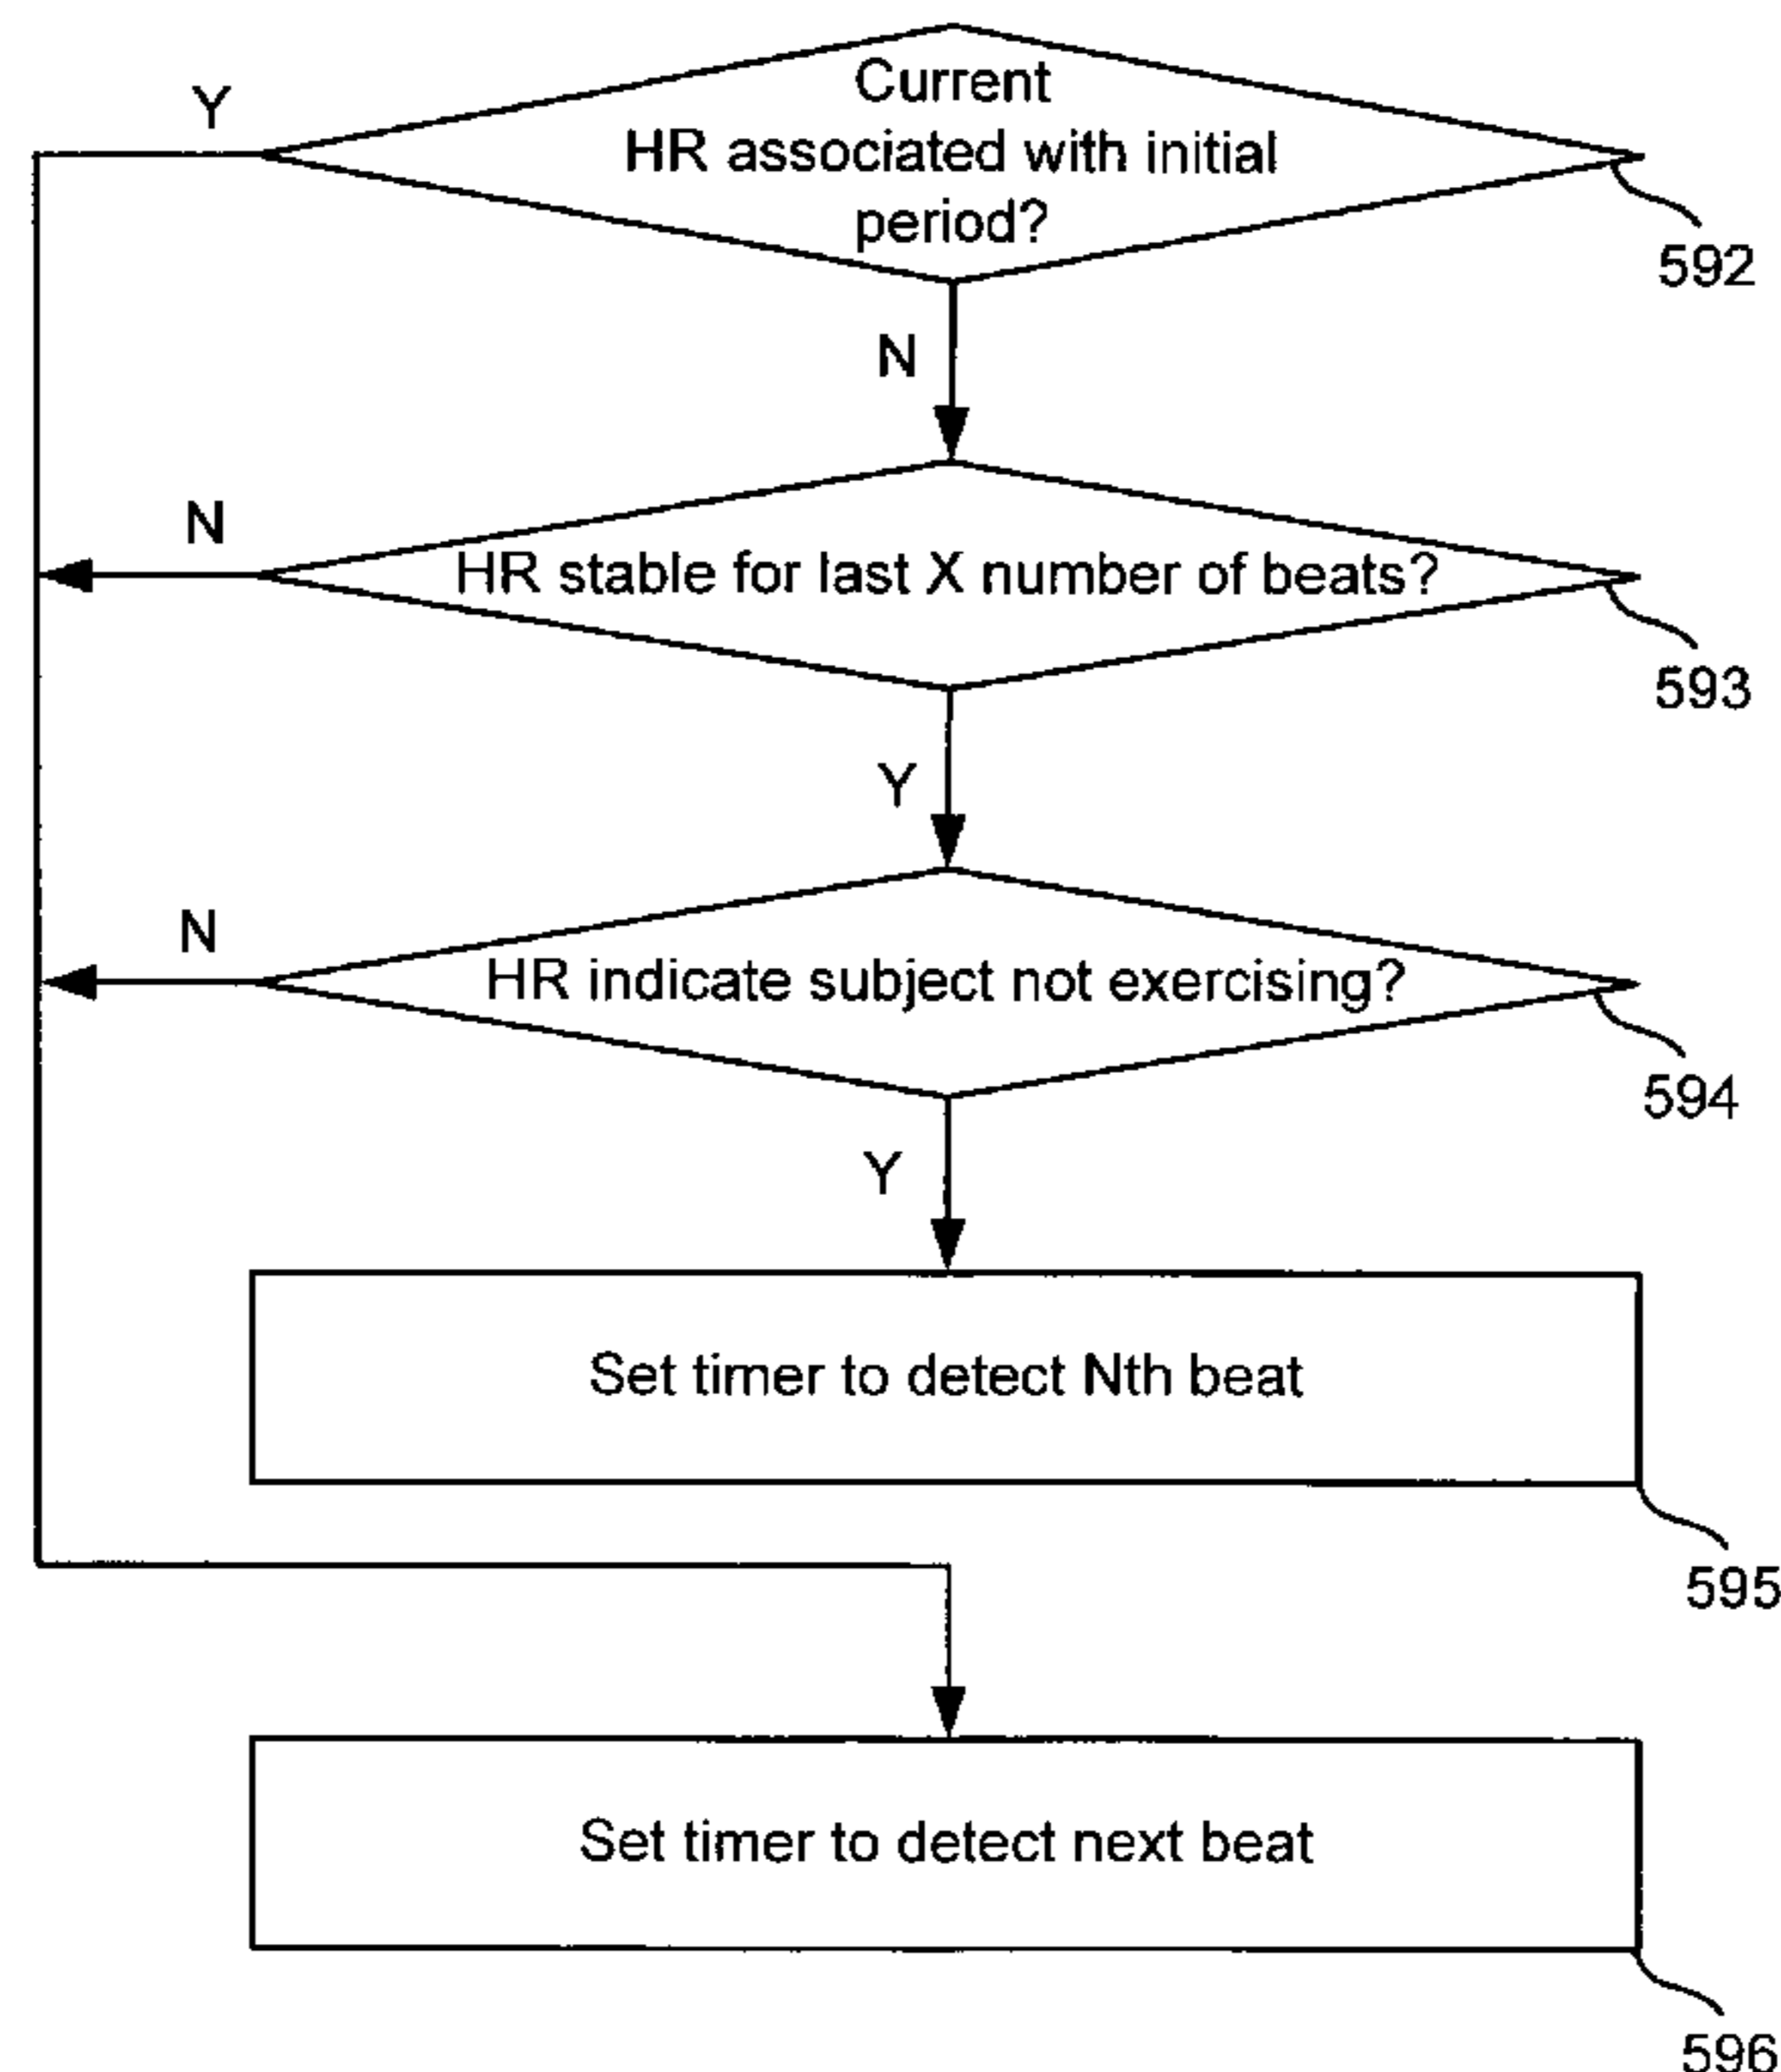 Current
HR associated with initial
period?
Y
592
N
HR stable for last X number of beats?
N
593
Y
HR indicate subject not exercising?
N
594
Y
Set timer to detect Nth beat
595
Set timer to detect next beat
596